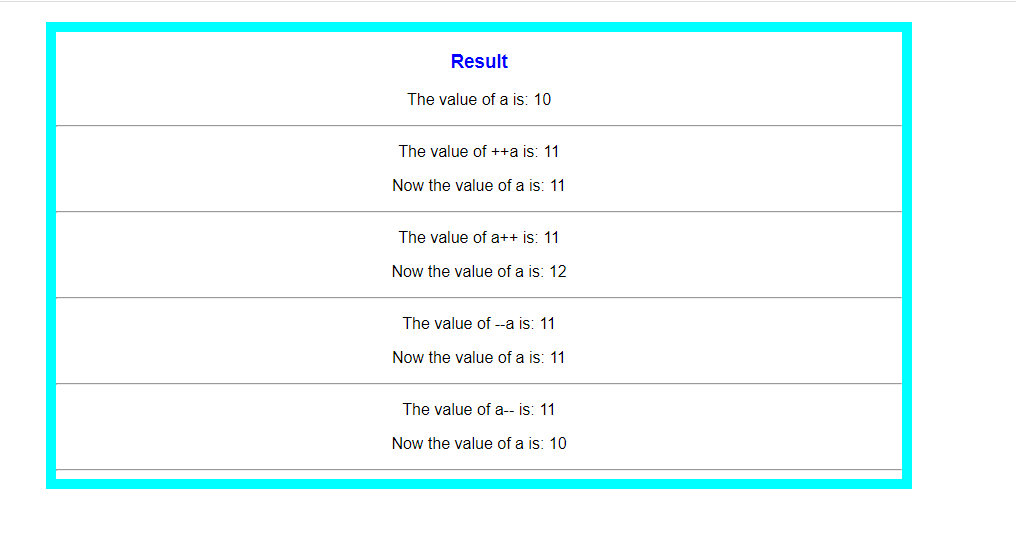 Result
The value of a is: 10
The value of ++a is: 11
Now the value of a is: 11
The value of a++ is: 11
Now the value of a is: 12
The value of --a is: 11
Now the value of a is: 11
The value of a-- is: 11
Now the value of a is: 10